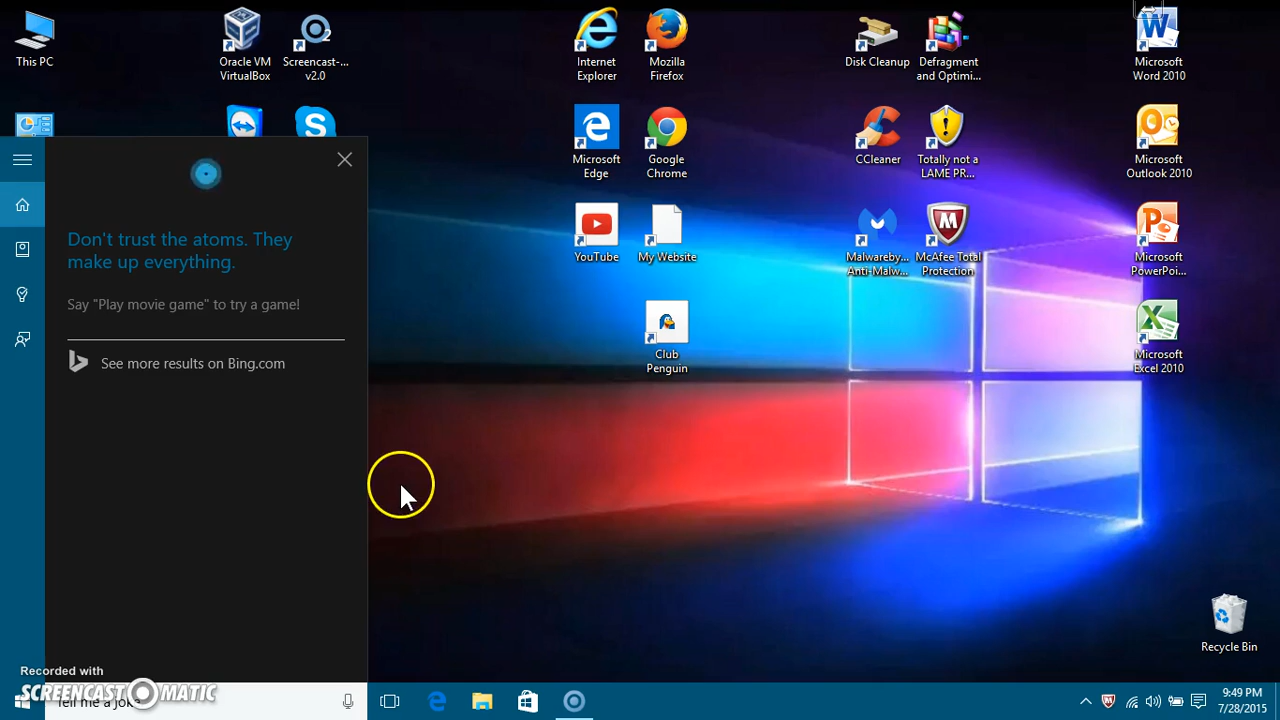 This PC
Oracle VM
VirtualBox
Screencast-...
v2.0
2
Internet
Explorer
Mozilla
Firefox
Disk Cleanup
Defragment
and Optimi...
Microsoft
Word 2010
Microsoft
Edge
Google
Chrome
CCleaner
Totally not a
LAME PR...
Microsoft
Outlook 2010
YouTube
My Website
Malwareby...
Anti-Malw...
McAfee Total
Protection
Microsoft
PowerPoi...
Club
Penguin
Microsoft
Excel 2010
Don't trust the atoms. They
make up everything.
Say "Play movie game" to try a game!
See more results on Bing.com
Recycle Bin
Recorded with
SCREENCAST MATIC
Tell me a joke
9:49 PM
7/28/2015